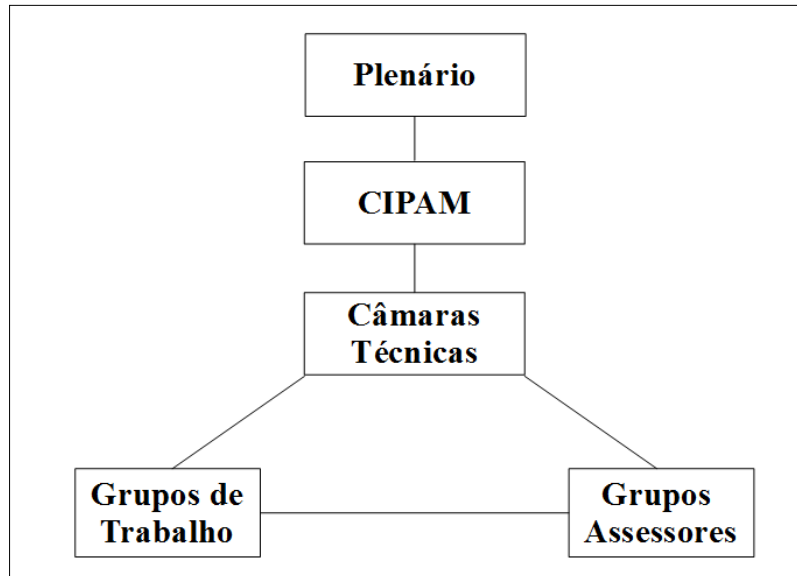 Plenário
CIPAM
Câmaras
Técnicas
Grupos de
Trabalho
Grupos
Assessores